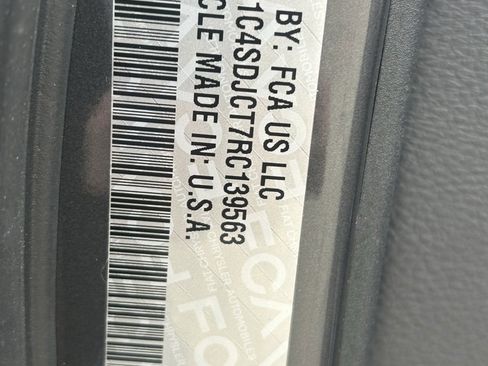 BY: FCA US LLC
1C4SDJCT7RC139563
CLE MADE IN: U.S.A.